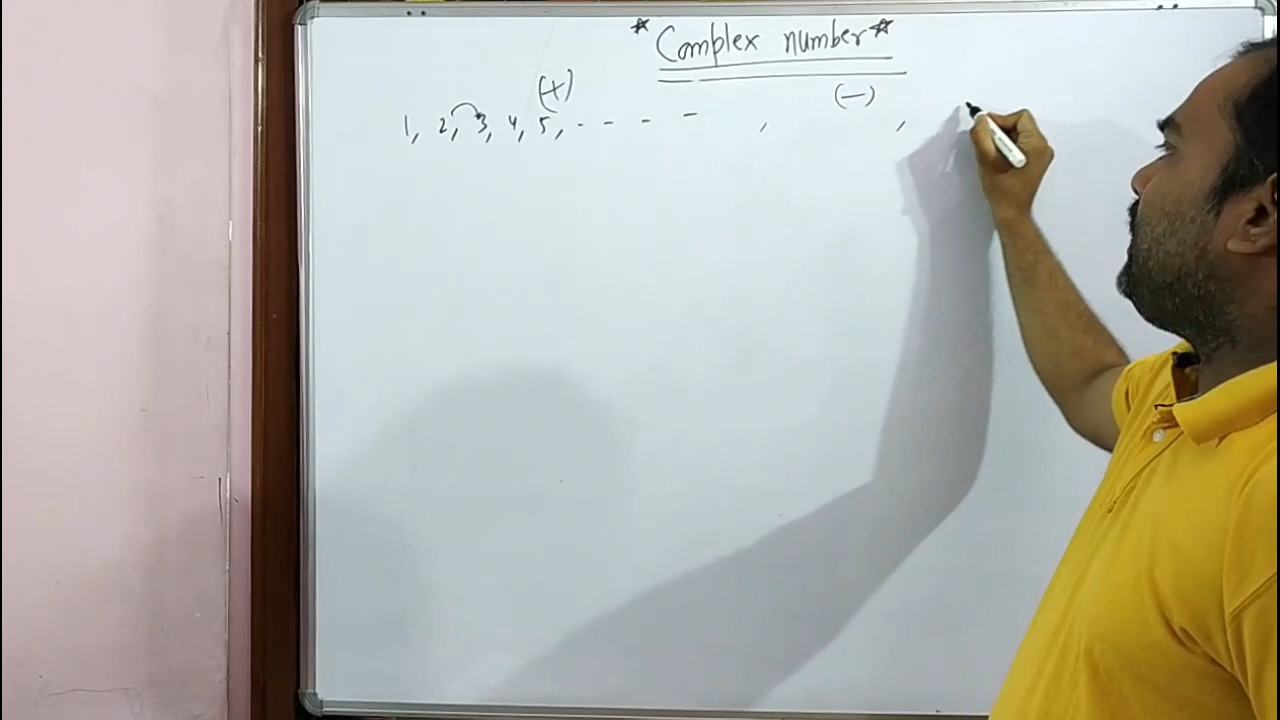 *Complex number*
(+) (−)
1, 2, 3, 4, 5, - - - - , ,